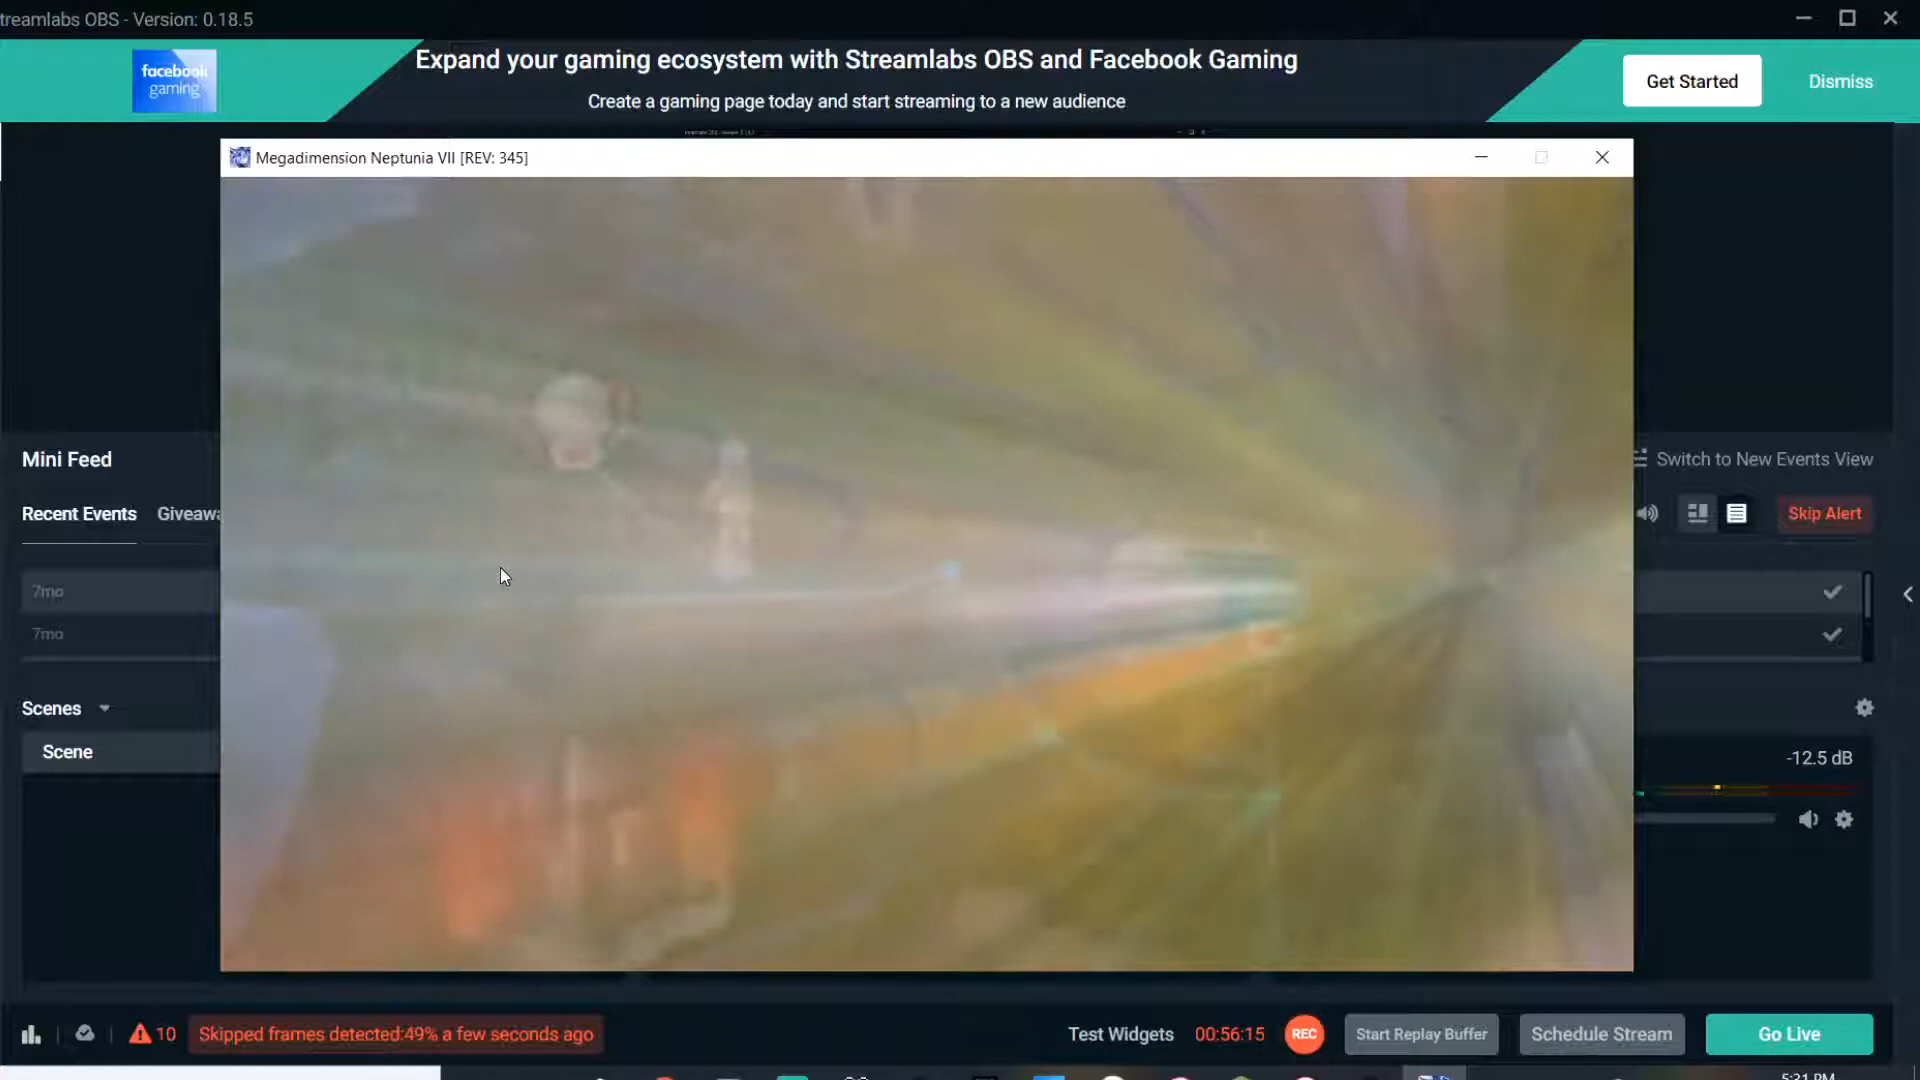 treamlabs OBS - Version: 0.18.5
facebook
gaming
Expand your gaming ecosystem with Streamlabs OBS and Facebook Gaming
Create a gaming page today and start streaming to a new audience
Get Started
Dismiss
Megadimension Neptunia VII [REV: 345]
Mini Feed
Switch to New Events View
Recent Events
Giveaw
Skip Alert
7mo
7mo
Scenes
Scene
-12.5 dB
10
Skipped frames detected:49% a few seconds ago
Test Widgets
00:56:15
REC
Start Replay Buffer
Schedule Stream
Go Live
5:31 PM